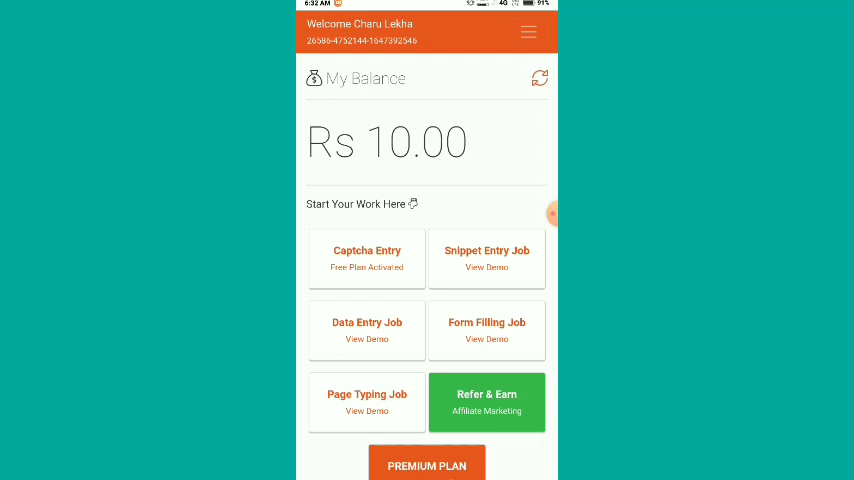 6:32 AM 4G 91%
Welcome Charu Lekha
26586-4752144-1647392546
My Balance
Rs 10.00
Start Your Work Here
Captcha Entry
Free Plan Activated
Snippet Entry Job
View Demo
Data Entry Job
View Demo
Form Filling Job
View Demo
Page Typing Job
View Demo
Refer & Earn
Affiliate Marketing
PREMIUM PLAN